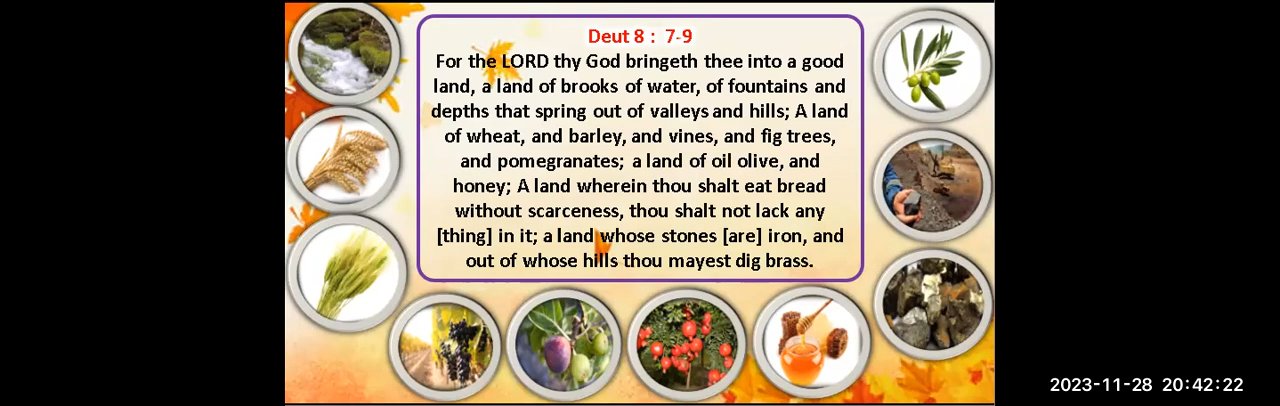 Deut 8 : 7-9
For the LORD thy God bringeth thee into a good
land, a land of brooks of water, of fountains and
depths that spring out of valleys and hills; A land
of wheat, and barley, and vines, and fig trees,
and pomegranates; a land of oil olive, and
honey; A land wherein thou shalt eat bread
without scarceness, thou shalt not lack any
[thing] in it; a land whose stones [are] iron, and
out of whose hills thou mayest dig brass.
2023-11-28 20:42:22